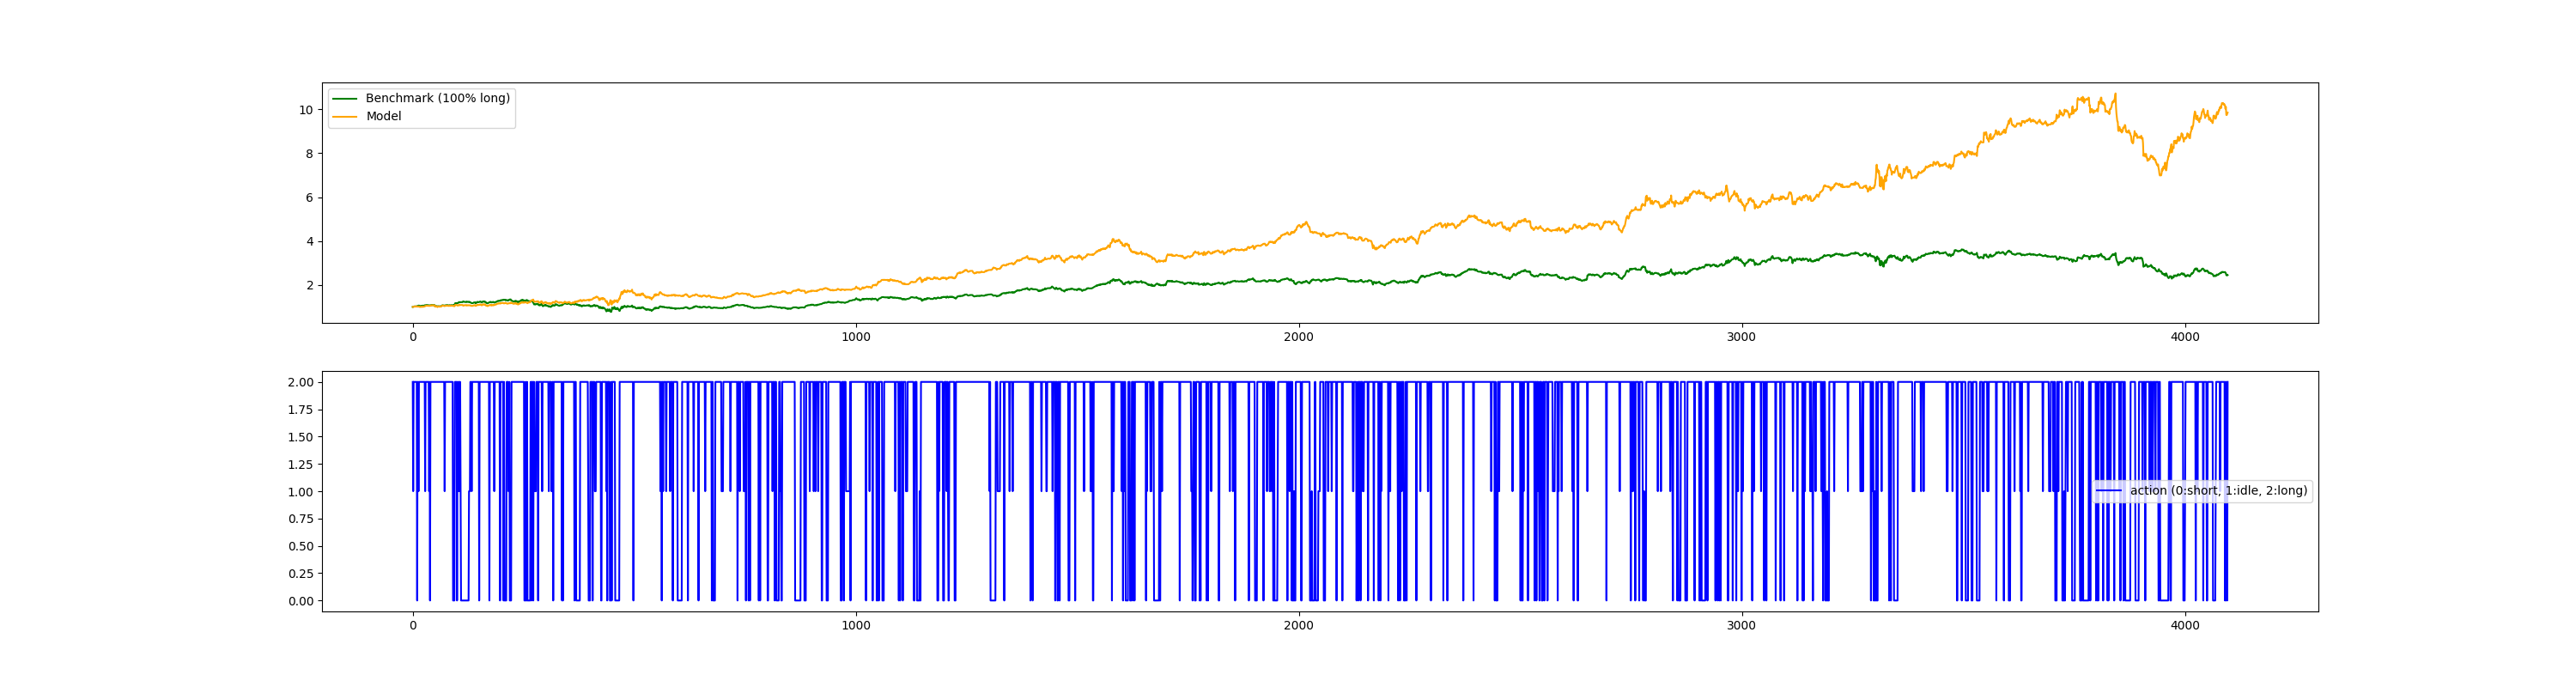 Benchmark (100% long)
Model
10
8
6
4
2
0 1000 2000 3000 4000
2.00
1.75
1.50
1.25
1.00
action (0:short, 1:idle, 2:long)
0.75
0.50
0.25
0.00
0 1000 2000 3000 4000